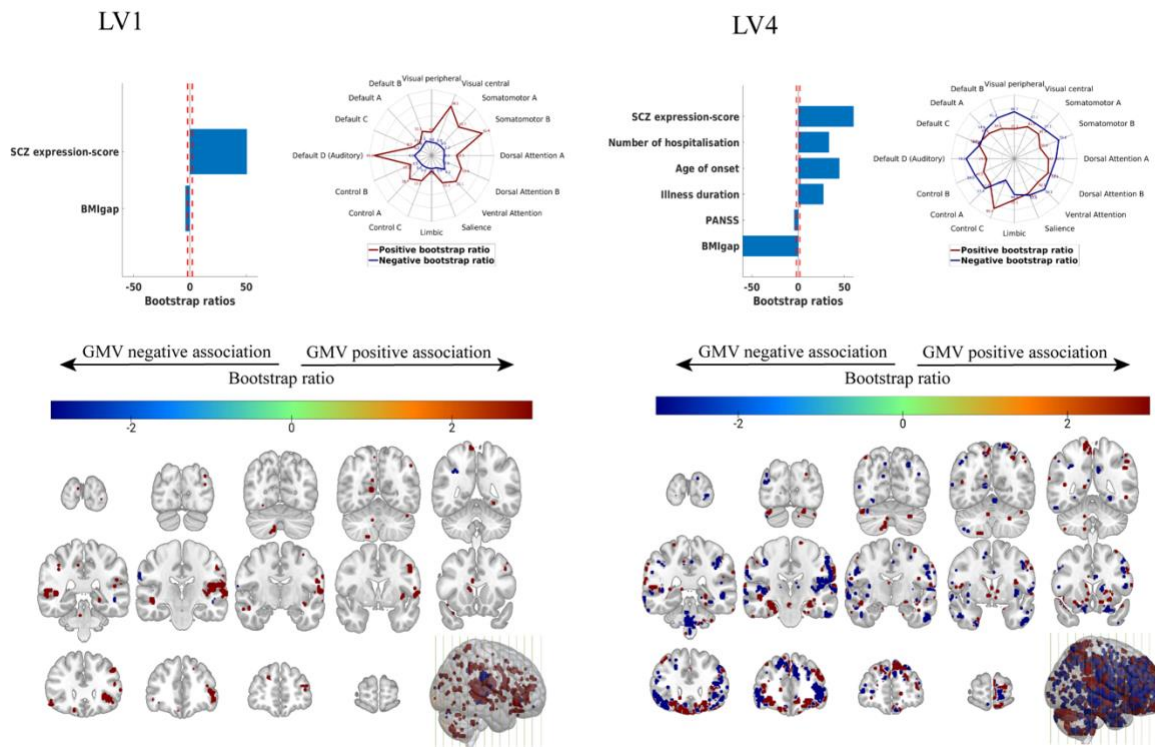 LV1
SCZ expression-score
BMIgap
-50
0
50
Bootstrap ratios
Visual peripheral
Visual central
Somatomotor A
Somatomotor B
Dorsal Attention A
Dorsal Attention B
Ventral Attention
Salience
Limbic
Control C
Control A
Control B
Default D (Auditory)
Default C
Default A
Default B
Positive bootstrap ratio
Negative bootstrap ratio
GMV negative association
GMV positive association
Bootstrap ratio
-2
0
2
LV4
SCZ expression-score
Number of hospitalisation
Age of onset
Illness duration
PANSS
BMIgap
-50
0
50
Bootstrap ratios
Visual peripheral
Visual central
Somatomotor A
Somatomotor B
Dorsal Attention A
Dorsal Attention B
Ventral Attention
Salience
Limbic
Control C
Control A
Control B
Default D (Auditory)
Default C
Default A
Default B
Positive bootstrap ratio
Negative bootstrap ratio
GMV negative association
GMV positive association
Bootstrap ratio
-2
0
2